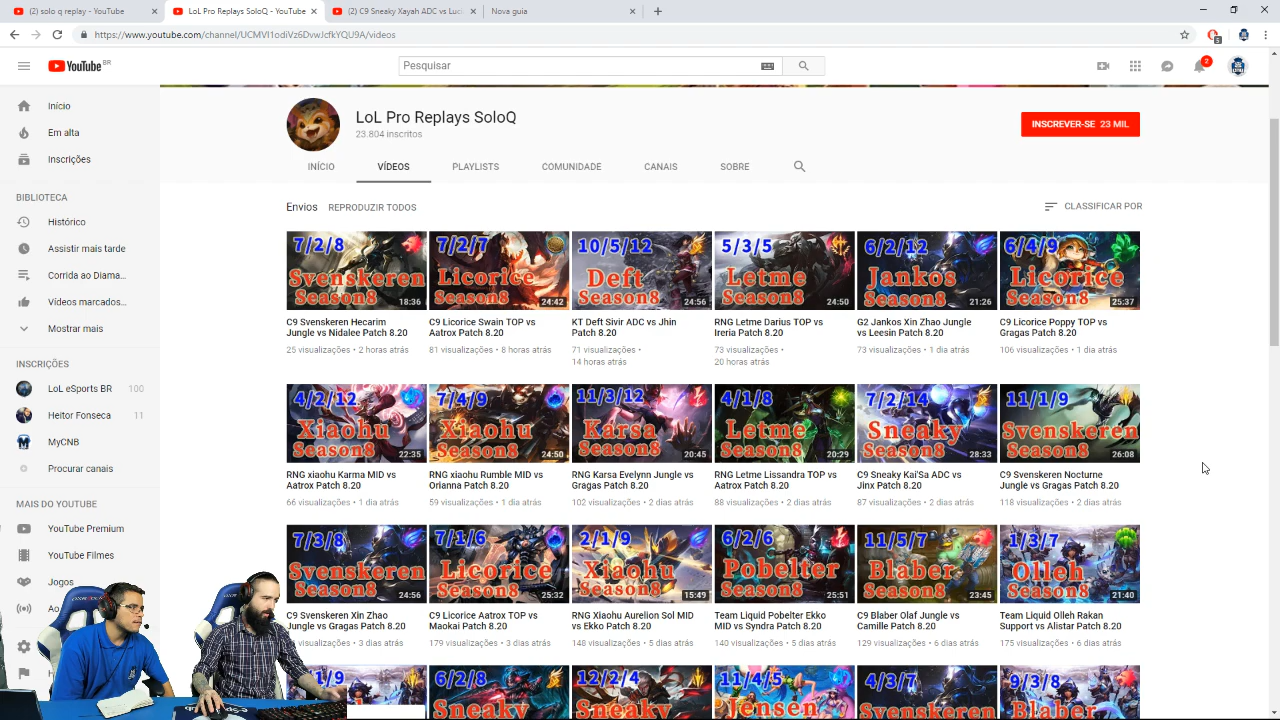 (2) solo q replay - YouTube
LoL Pro Replays SoloQ - YouTube
(2) C9 Sneaky Xayah ADC vs Luci
Nova guia
https://www.youtube.com/channel/UCMVI1odiVz6DvwJcfkYQU9A/videos
5
YouTube BR
Pesquisar
2
Início
Em alta
Inscrições
BIBLIOTECA
Histórico
Assistir mais tarde
Corrida ao Diama...
Vídeos marcados...
Mostrar mais
INSCRIÇÕES
LoL eSports BR 100
Heitor Fonseca 11
MyCNB
Procurar canais
MAIS DO YOUTUBE
YouTube Premium
YouTube Filmes
Jogos
LoL Pro Replays SoloQ
23.804 inscritos
INSCREVER-SE 23 MIL
INÍCIO VÍDEOS PLAYLISTS COMUNIDADE CANAIS SOBRE
Envios REPRODUZIR TODOS
CLASSIFICAR POR
7/2/8
Svenskeren
Season8
18:36
7/2/7
Licorice
Season8
24:42
10/5/12
Deft
Season8
24:56
5/3/5
Letme
Season8
24:50
6/2/12
Jankos
Season8
21:26
6/4/9
Licorice
Season8
25:37
C9 Svenskeren Hecarim
Jungle vs Nidalee Patch 8.20
25 visualizações • 2 horas atrás
C9 Licorice Swain TOP vs
Aatrox Patch 8.20
81 visualizações • 8 horas atrás
KT Deft Sivir ADC vs Jhin
Patch 8.20
71 visualizações •
14 horas atrás
RNG Letme Darius TOP vs
Ireria Patch 8.20
73 visualizações •
20 horas atrás
G2 Jankos Xin Zhao Jungle
vs Leesin Patch 8.20
73 visualizações • 1 dia atrás
C9 Licorice Poppy TOP vs
Gragas Patch 8.20
106 visualizações • 1 dia atrás
4/2/12
Xiaohu
Season8
22:35
7/4/9
Xiaohu
Season8
24:50
11/3/12
Karsa
Season8
20:45
4/1/8
Letme
Season8
20:29
7/2/14
Sneaky
Season8
28:33
11/1/9
Svenskeren
Season8
26:08
RNG xiaohu Karma MID vs
Aatrox Patch 8.20
66 visualizações • 1 dia atrás
RNG xiaohu Rumble MID vs
Orianna Patch 8.20
59 visualizações • 1 dia atrás
RNG Karsa Evelynn Jungle vs
Gragas Patch 8.20
102 visualizações • 2 dias atrás
RNG Letme Lissandra TOP vs
Aatrox Patch 8.20
88 visualizações • 2 dias atrás
C9 Sneaky Kai'Sa ADC vs
Jinx Patch 8.20
87 visualizações • 2 dias atrás
C9 Svenskeren Nocturne
Jungle vs Gragas Patch 8.20
118 visualizações • 2 dias atrás
7/3/8
Svenskeren
Season8
24:56
7/1/6
Licorice
Season8
25:32
2/1/9
Xiaohu
Season8
15:49
6/2/6
Pobelter
Season8
25:51
11/5/7
Blaber
Season8
23:45
1/3/7
Olleh
Season8
21:40
C9 Svenskeren Xin Zhao
Jungle vs Gragas Patch 8.20
visualizações • 3 dias atrás
C9 Licorice Aatrox TOP vs
Maokai Patch 8.20
179 visualizações • 3 dias atrás
RNG Xiaohu Aurelion Sol MID
vs Ekko Patch 8.20
148 visualizações • 5 dias atrás
Team Liquid Pobelter Ekko
MID vs Syndra Patch 8.20
140 visualizações • 5 dias atrás
C9 Blaber Olaf Jungle vs
Camille Patch 8.20
129 visualizações • 6 dias atrás
Team Liquid Olleh Rakan
Support vs Alistar Patch 8.20
175 visualizações • 6 dias atrás
1/9
6/2/8
Sneaky
12/2/4
Sneaky
11/4/5
Jensen
4/3/7
Svenskeren
9/3/8
Blaber